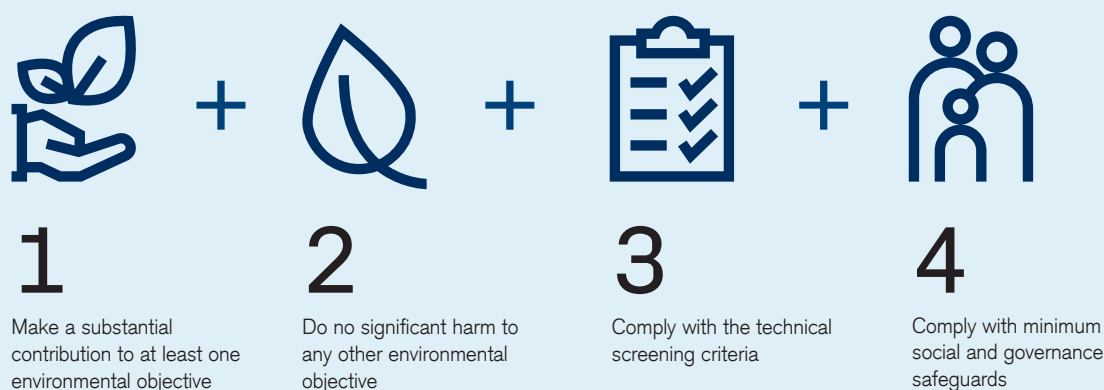 1
Make a substantial
contribution to at least one
environmental objective
2
Do no significant harm to
any other environmental
objective
3
Comply with the technical
screening criteria
4
Comply with minimum
social and governance
safeguards